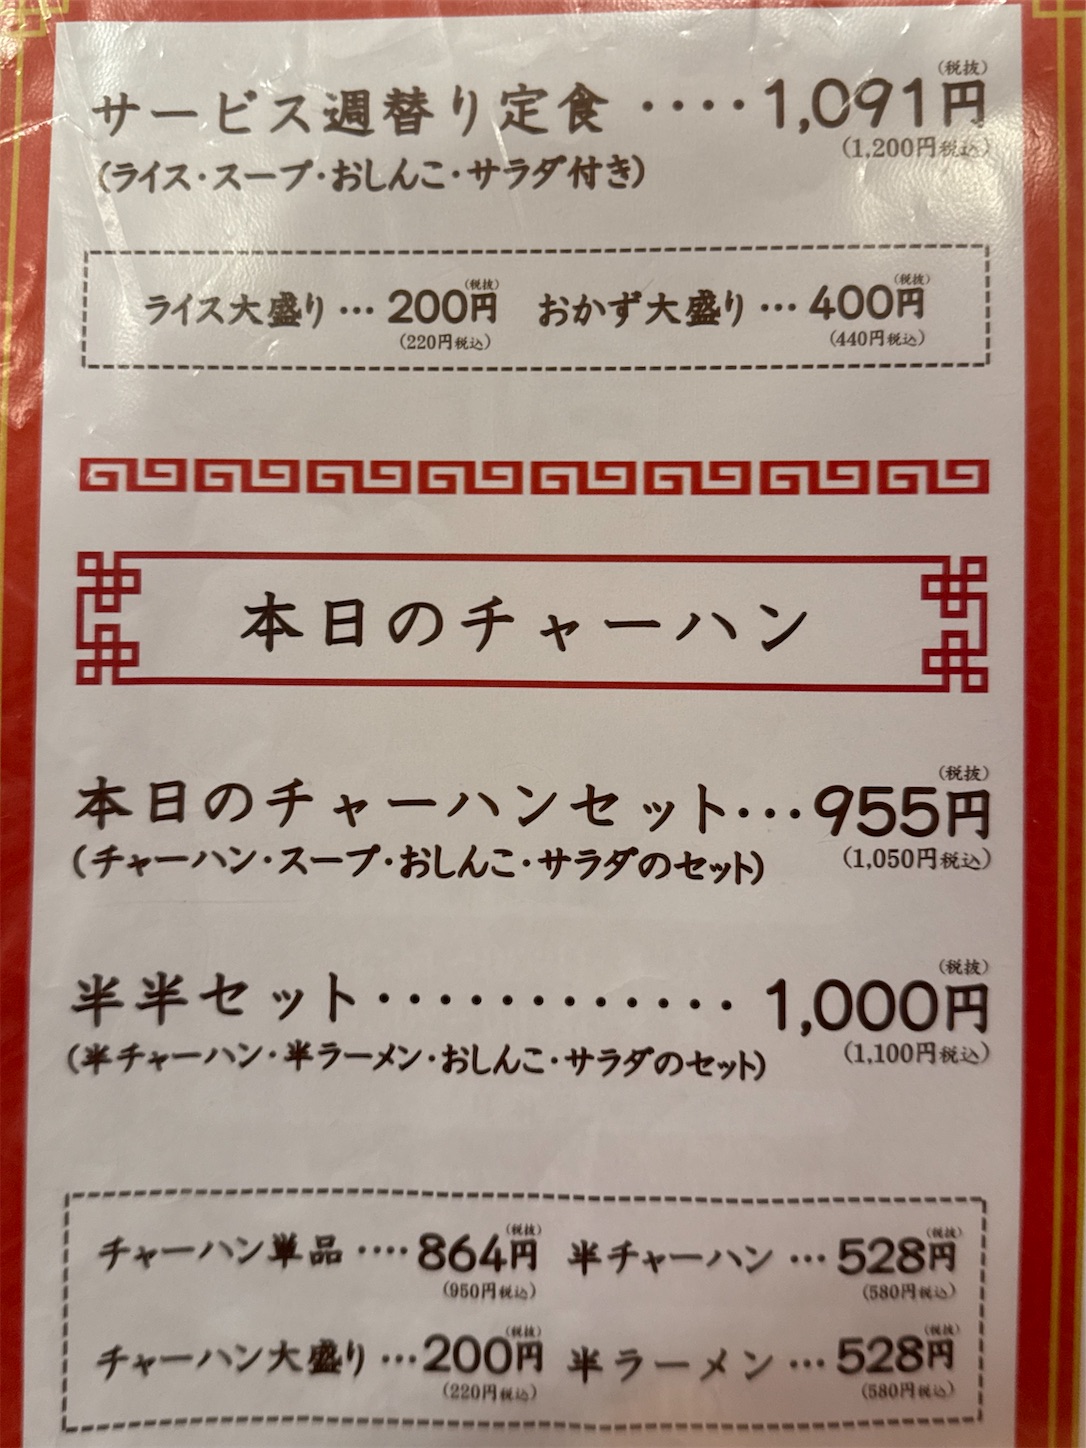 サービス週替り定食 ････1,091円(税抜)
(ライス・スープ・おしんこ・サラダ付き) (1,200円税込)
ライス大盛り … 200円(税抜) おかず大盛り … 400円(税抜)
(220円税込) (440円税込)
本日のチャーハン
本日のチャーハンセット･･･955円(税抜)
(チャーハン・スープ・おしんこ・サラダのセット) (1,050円税込)
半半セット････････････1,000円(税抜)
(半チャーハン・半ラーメン・おしんこ・サラダのセット) (1,100円税込)
チャーハン単品 ････864円(税抜) 半チャーハン …528円(税抜)
(950円税込) (580円税込)
チャーハン大盛り …200円(税抜) 半ラーメン …528円(税抜)
(220円税込) (580円税込)